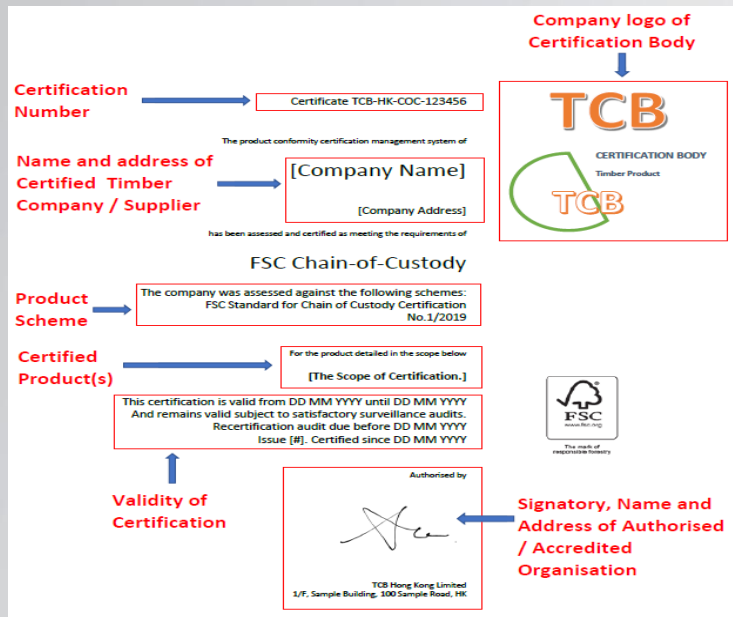 Company logo of
Certification Body
Certification
Number
Certificate TCB-HK-COC-123456
TCB
CERTIFICATION BODY
Timber Product
TCB
The product conformity certification management system of
Name and address of
Certified Timber
Company / Supplier
[Company Name]
[Company Address]
has been assessed and certified as meeting the requirements of
FSC Chain-of-Custody
Product
Scheme
The company was assessed against the following schemes:
FSC Standard for Chain of Custody Certification
No.1/2019
Certified
Product(s)
For the product detailed in the scope below
[The Scope of Certification.]
This certification is valid from DD MM YYYY until DD MM YYYY
And remains valid subject to satisfactory surveillance audits.
Recertification audit due before DD MM YYYY
Issue [#]. Certified since DD MM YYYY
FSC
www.fsc.org
The mark of
responsible forestry
Validity of
Certification
Authorised by
Signatory, Name and
Address of Authorised
/ Accredited
Organisation
TCB Hong Kong Limited
1/F, Sample Building, 100 Sample Road, HK